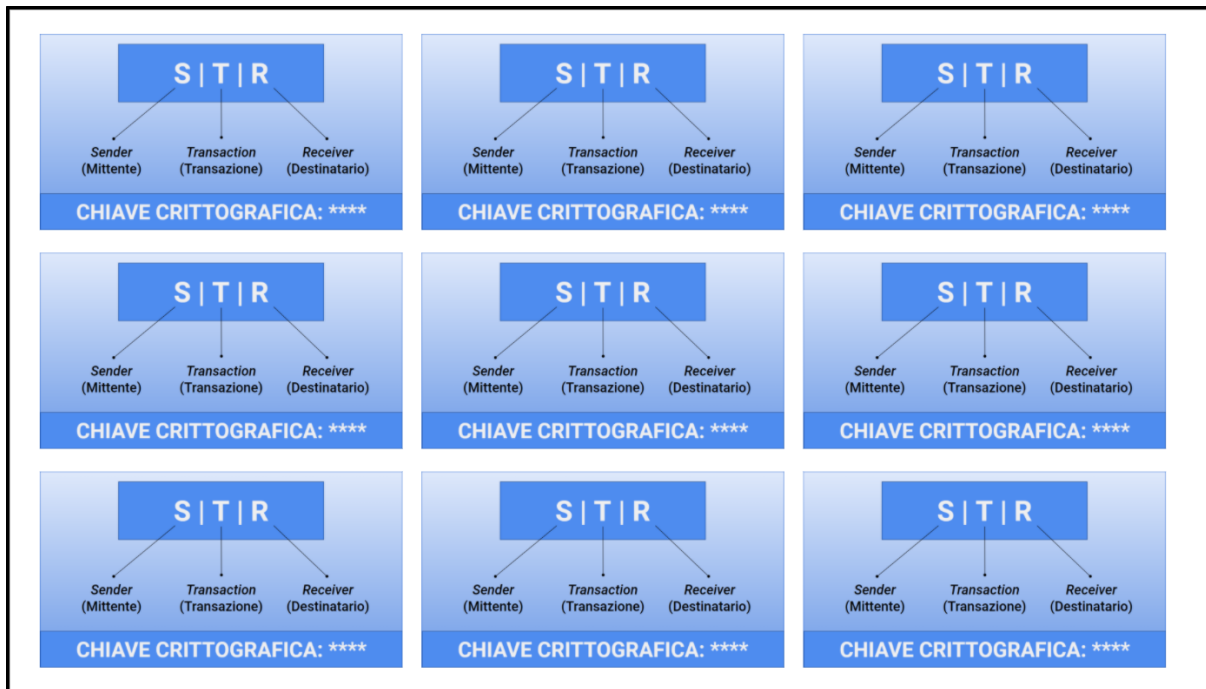 S | T | R
S | T | R
S | T | R
Sender
(Mittente)
Transaction
(Transazione)
Receiver
(Destinatario)
Sender
(Mittente)
Transaction
(Transazione)
Receiver
(Destinatario)
Sender
(Mittente)
Transaction
(Transazione)
Receiver
(Destinatario)
CHIAVE CRITTOGRAFICA: ****
CHIAVE CRITTOGRAFICA: ****
CHIAVE CRITTOGRAFICA: ****
S | T | R
S | T | R
S | T | R
Sender
(Mittente)
Transaction
(Transazione)
Receiver
(Destinatario)
Sender
(Mittente)
Transaction
(Transazione)
Receiver
(Destinatario)
Sender
(Mittente)
Transaction
(Transazione)
Receiver
(Destinatario)
CHIAVE CRITTOGRAFICA: ****
CHIAVE CRITTOGRAFICA: ****
CHIAVE CRITTOGRAFICA: ****
S | T | R
S | T | R
S | T | R
Sender
(Mittente)
Transaction
(Transazione)
Receiver
(Destinatario)
Sender
(Mittente)
Transaction
(Transazione)
Receiver
(Destinatario)
Sender
(Mittente)
Transaction
(Transazione)
Receiver
(Destinatario)
CHIAVE CRITTOGRAFICA: ****
CHIAVE CRITTOGRAFICA: ****
CHIAVE CRITTOGRAFICA: ****